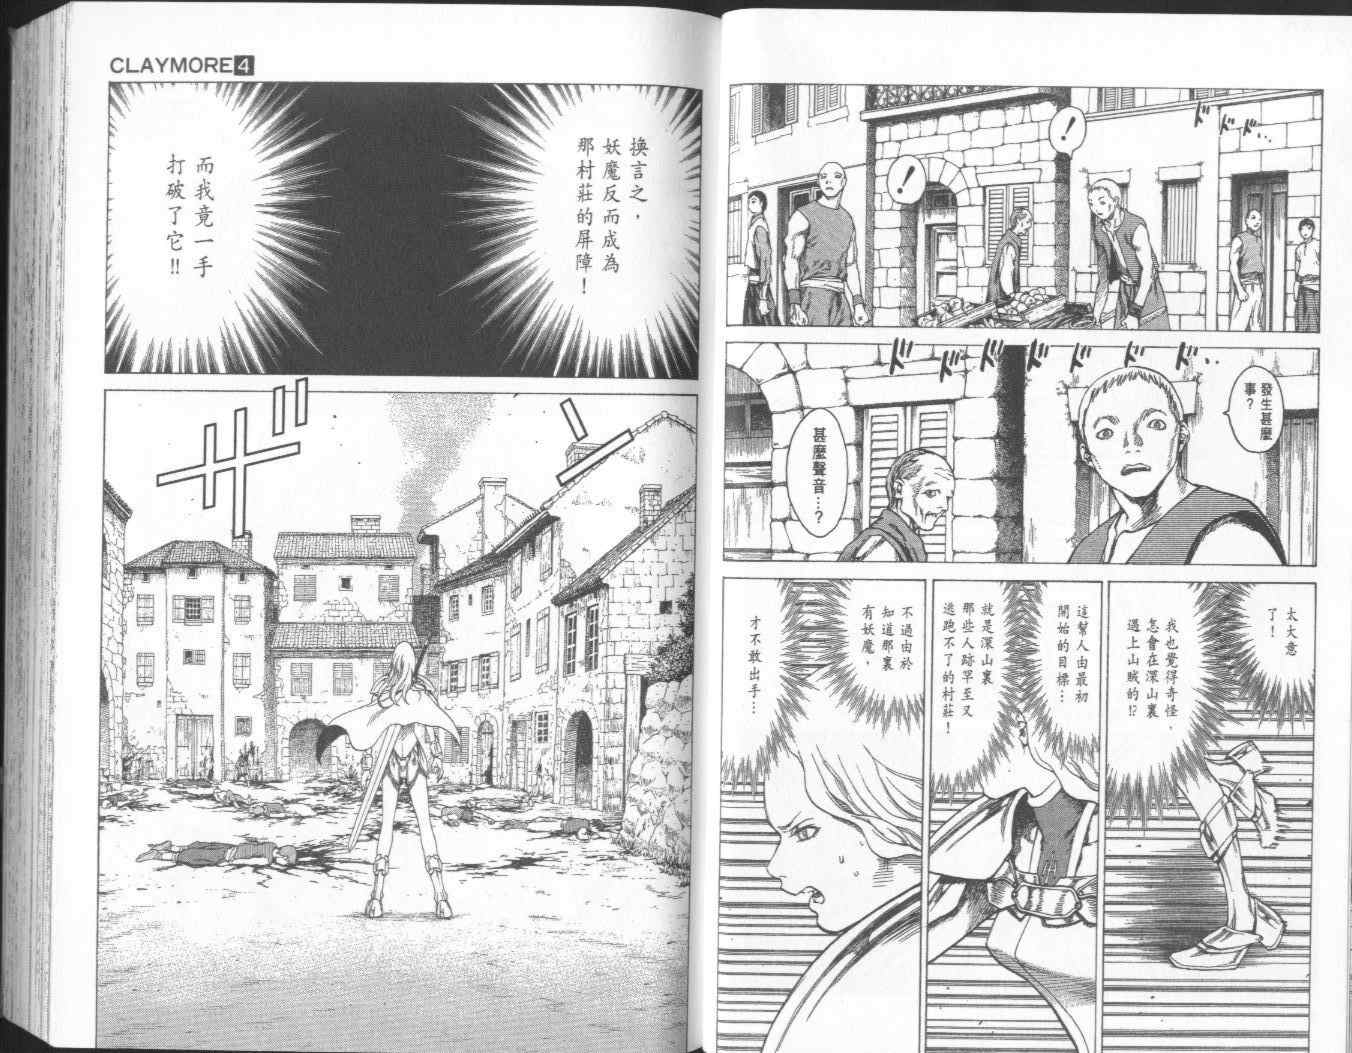 CLAYMORE 4
!
!
ドドド‥
ドドドドドドド‥
發生甚麼
事?
甚麼聲音…?
太大意
了!
我也覺得奇怪,
怎會在深山裏
遇上山賊的!?
這幫人由最初
開始的目標…
就是深山裏
那些人跡罕至又
逃跑不了的村莊!
不過由於
知道那裏
有妖魔,
才不敢出手…
換言之,
妖魔反而成為
那村莊的屏障!
而我竟一手
打破了它!!
ザッ